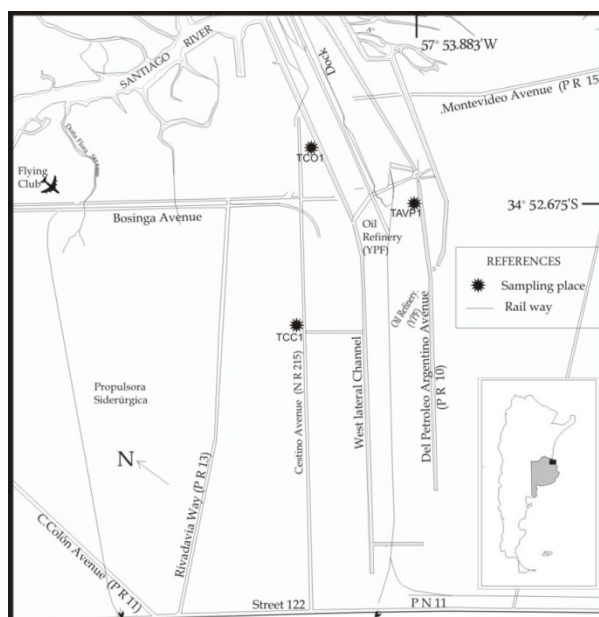 57° 53.883'W
SANTIAGO RIVER
Dock
.Montevideo Avenue (P R 15)
Doña Flora
TCO1
Flying
Club
TAVP1
34° 52.675'S
Bosinga Avenue
Oil
Refinery
(YPF)
REFERENCES
Sampling place
Rail way
Oil Refinery
(YPF)
TCC1
Cestino Avenue (N R 215)
West lateral Channel
Del Petroleo Argentino Avenue
(P R 10)
Propulsora
Siderúrgica
N
Rivadavia Way (P R 13)
C.Colón Avenue (P R 11)
Street 122
P N 11